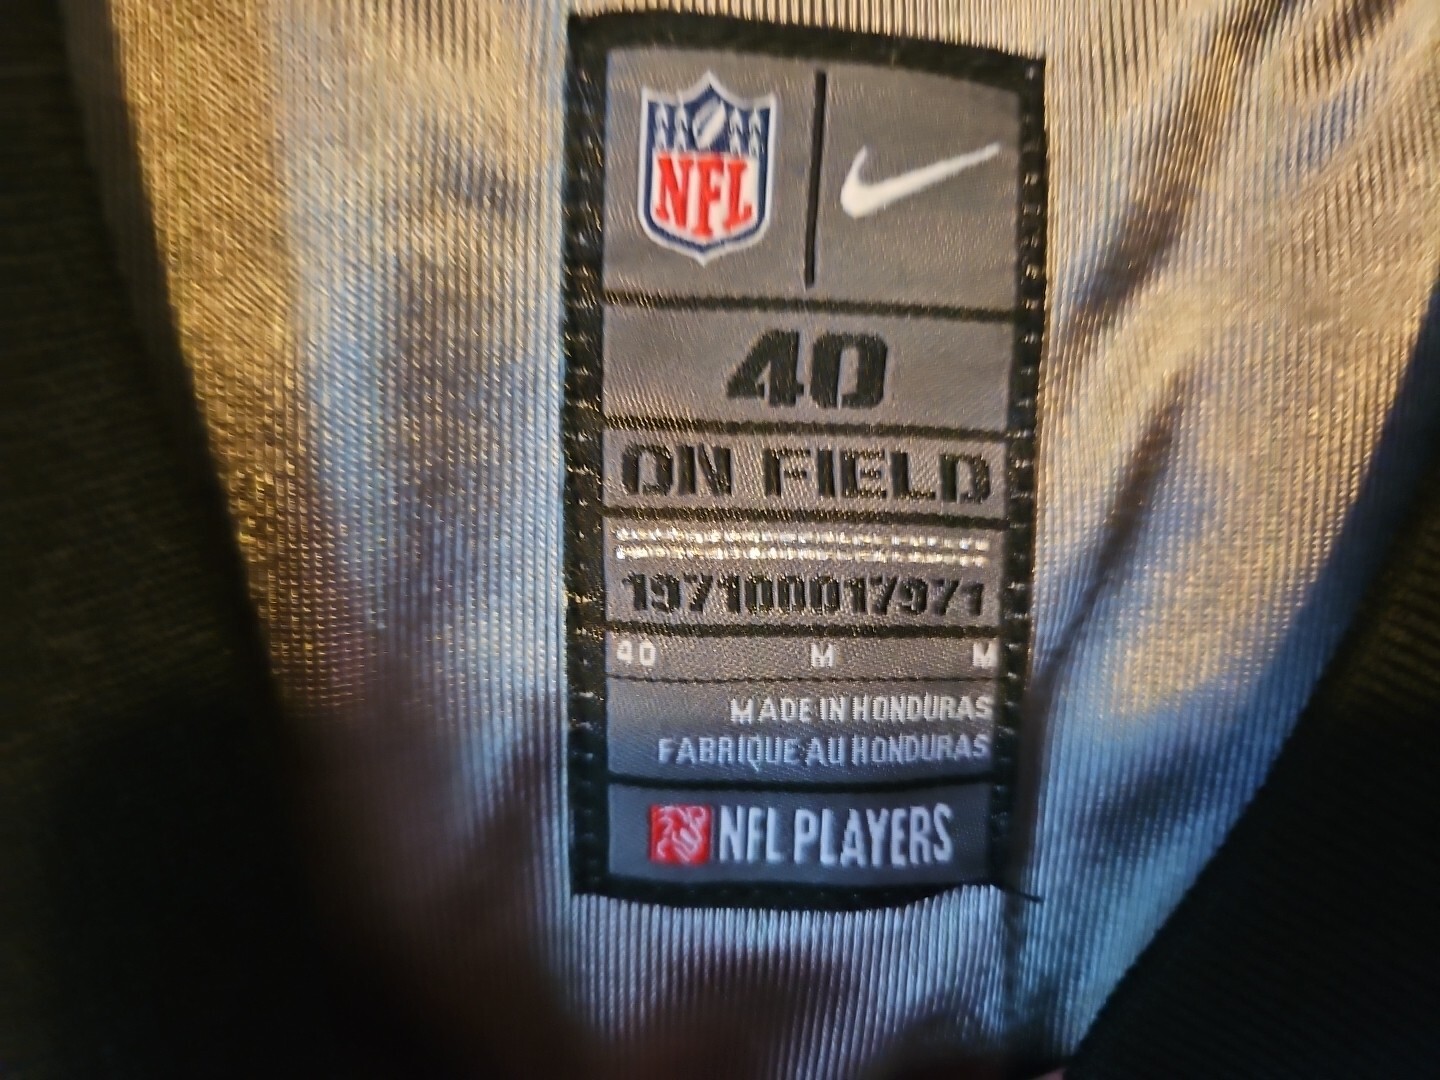 NFL
40
ON FIELD
197100017971
40 M M
MADE IN HONDURAS
FABRIQUE AU HONDURAS
NFL PLAYERS